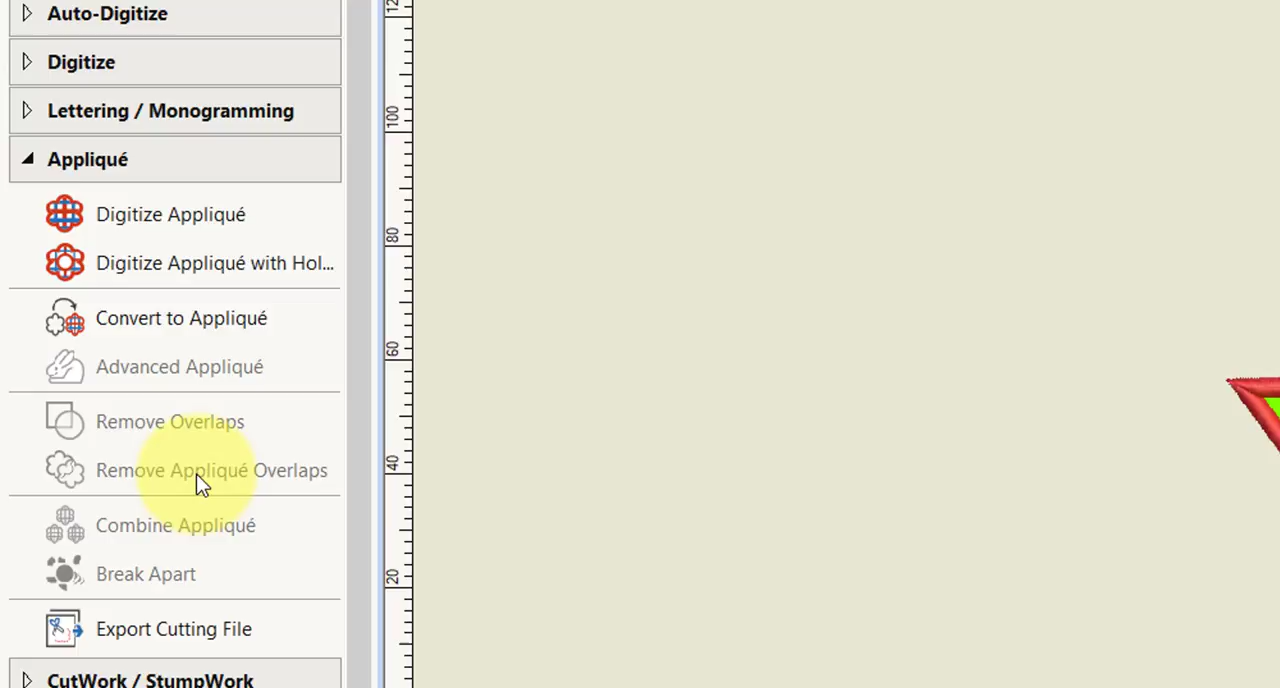 Auto-Digitize
Digitize
Lettering / Monogramming
Appliqué
Digitize Appliqué
Digitize Appliqué with Hol...
Convert to Appliqué
Advanced Appliqué
Remove Overlaps
Remove Appliqué Overlaps
Combine Appliqué
Break Apart
Export Cutting File
CutWork / StumpWork
100
80
60
40
20